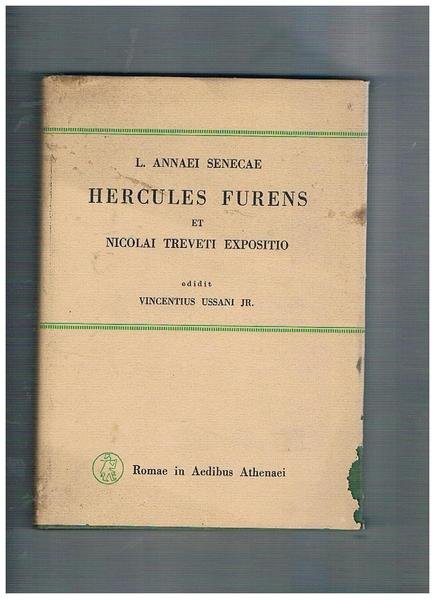 L. ANNAEI SENECAE
HERCULES FURENS
ET
NICOLAI TREVETI EXPOSITIO
edidit
VINCENTIUS USSANI JR.
Romae in Aedibus Athenaei